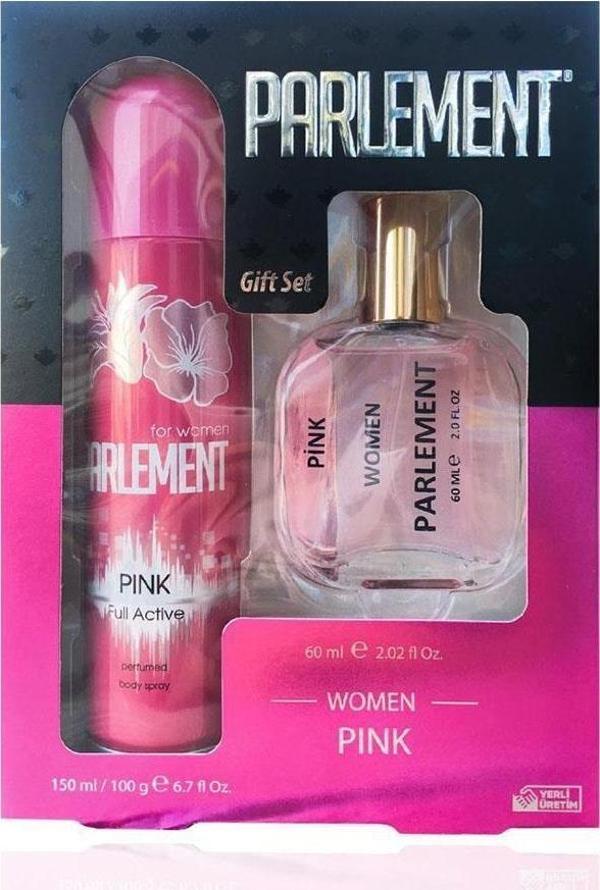 PARLEMENT®
Gift Set
for women
ARLEMENT
PINK
Full Active
perfumed
body spray
PİNK
WOMEN
PARLEMENT
60 ML e 2.0 FL OZ
60 ml e 2.02 fl Oz.
WOMEN
PINK
150 ml / 100 g e 6.7 fl Oz.
YERLİ
ÜRETİM